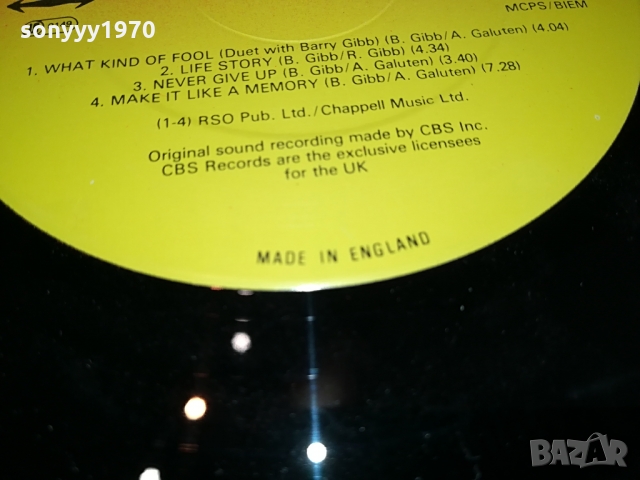 sonyyy1970
MCPS/BIEM
1. WHAT KIND OF FOOL (Duet with Barry Gibb) (B. Gibb/A. Galuten) (4.04)
2. LIFE STORY (B. Gibb/R. Gibb) (4.34)
3. NEVER GIVE UP (B. Gibb/A. Galuten) (3.40)
4. MAKE IT LIKE A MEMORY (B. Gibb/A. Galuten) (7.28)
(1-4) RSO Pub. Ltd./Chappell Music Ltd.
Original sound recording made by CBS Inc.
CBS Records are the exclusive licensees
for the UK
MADE IN ENGLAND
BAZAR